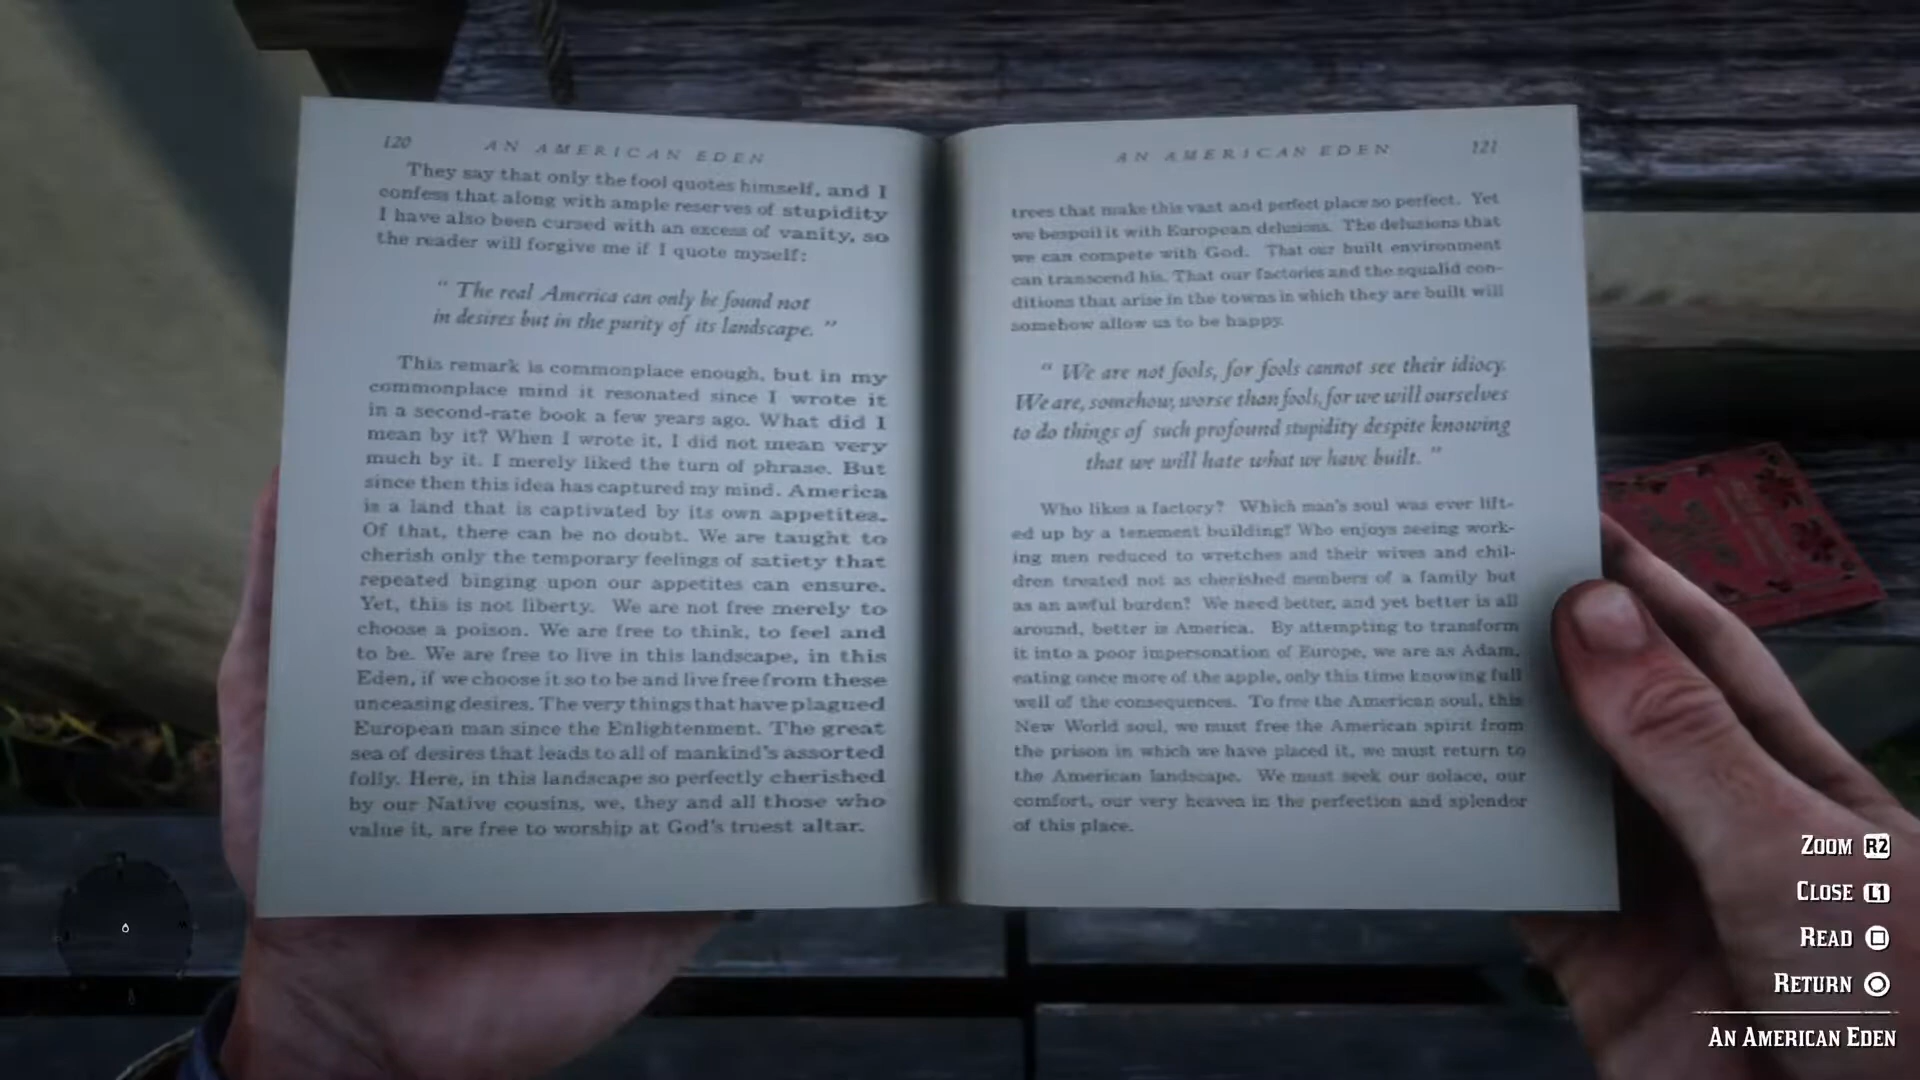 120
AN AMERICAN EDEN
They say that only the fool quotes himself, and I
confess that along with ample reserves of stupidity
I have also been cursed with an excess of vanity, so
the reader will forgive me if I quote myself:
“ The real America can only be found not
in desires but in the purity of its landscape. ”
This remark is commonplace enough, but in my
commonplace mind it resonated since I wrote it
in a second-rate book a few years ago. What did I
mean by it? When I wrote it, I did not mean very
much by it. I merely liked the turn of phrase. But
since then this idea has captured my mind. America
is a land that is captivated by its own appetites.
Of that, there can be no doubt. We are taught to
cherish only the temporary feelings of satiety that
repeated binging upon our appetites can ensure.
Yet, this is not liberty. We are not free merely to
choose a poison. We are free to think, to feel and
to be. We are free to live in this landscape, in this
Eden, if we choose it so to be and live free from these
unceasing desires. The very things that have plagued
European man since the Enlightenment. The great
sea of desires that leads to all of mankind's assorted
folly. Here, in this landscape so perfectly cherished
by our Native cousins, we, they and all those who
value it, are free to worship at God's truest altar.
AN AMERICAN EDEN
121
trees that make this vast and perfect place so perfect. Yet
we bespoil it with European delusions. The delusions that
we can compete with God. That our built environment
can transcend his. That our factories and the squalid con-
ditions that arise in the towns in which they are built will
somehow allow us to be happy.
“ We are not fools, for fools cannot see their idiocy.
We are, somehow, worse than fools, for we will ourselves
to do things of such profound stupidity despite knowing
that we will hate what we have built. ”
Who likes a factory? Which man's soul was ever lift-
ed up by a tenement building? Who enjoys seeing work-
ing men reduced to wretches and their wives and chil-
dren treated not as cherished members of a family but
as an awful burden? We need better, and yet better is all
around, better is America. By attempting to transform
it into a poor impersonation of Europe, we are as Adam,
eating once more of the apple, only this time knowing full
well of the consequences. To free the American soul, this
New World soul, we must free the American spirit from
the prison in which we have placed it, we must return to
the American landscape. We must seek our solace, our
comfort, our very heaven in the perfection and splendor
of this place.
ZOOM R2
CLOSE L1
READ
RETURN
AN AMERICAN EDEN